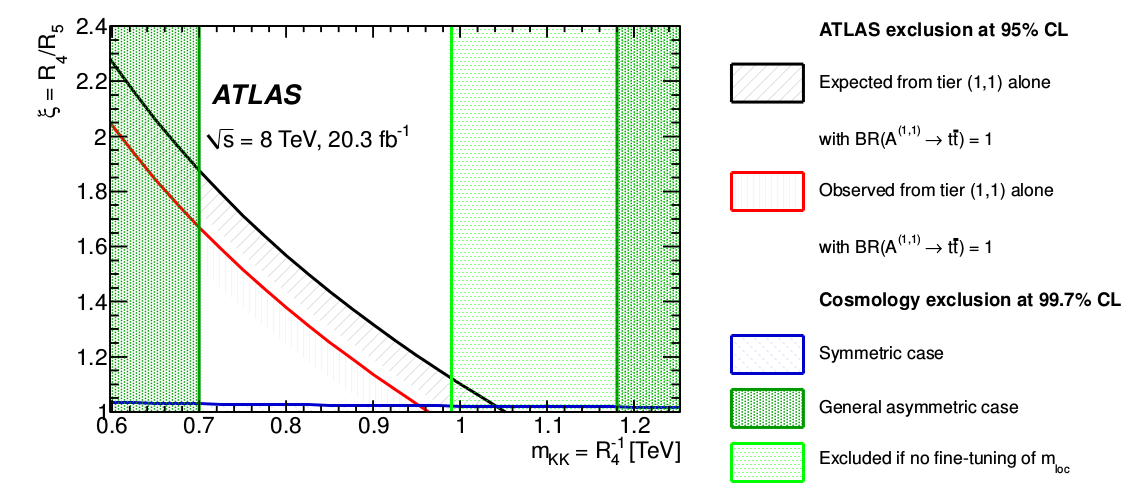 2.4
2.2
2
1.8
1.6
1.4
1.2
1
ξ = R₄/R₅
ATLAS
√s = 8 TeV, 20.3 fb⁻¹
0.6 0.7 0.8 0.9 1 1.1 1.2
m_KK = R₄⁻¹ [TeV]
ATLAS exclusion at 95% CL
Expected from tier (1,1) alone
with BR(A⁽¹,¹⁾ → tt̄) = 1
Observed from tier (1,1) alone
with BR(A⁽¹,¹⁾ → tt̄) = 1
Cosmology exclusion at 99.7% CL
Symmetric case
General asymmetric case
Excluded if no fine-tuning of m_loc